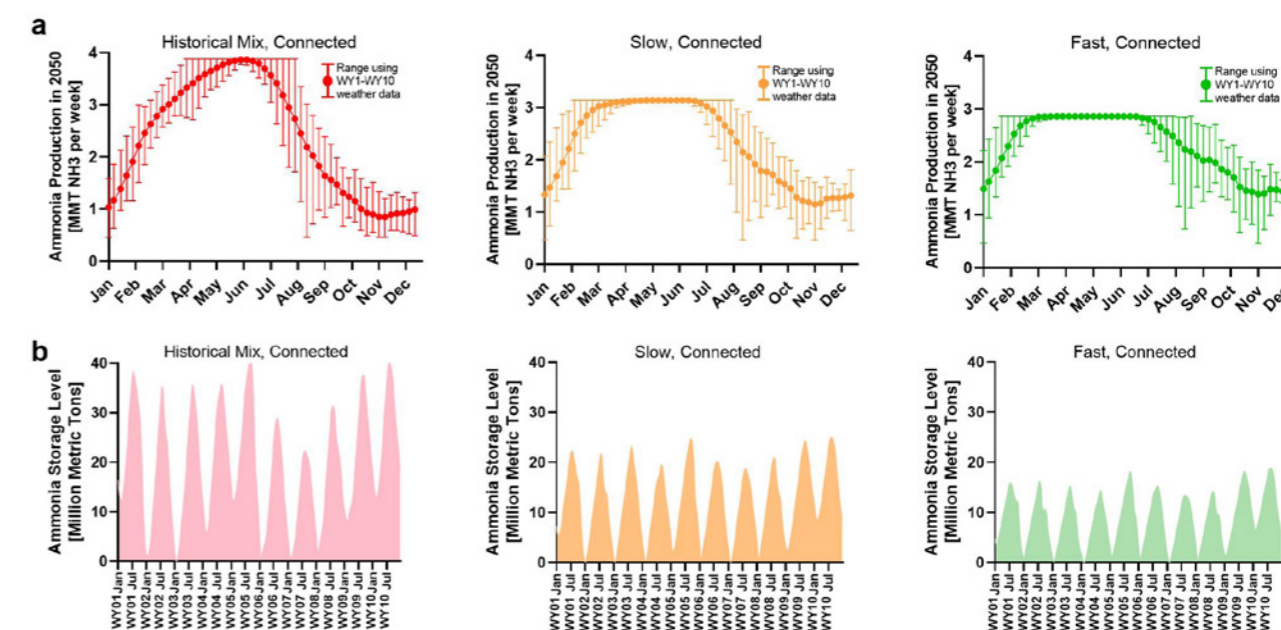 a
Historical Mix, Connected
Ammonia Production in 2050
[MMT NH3 per week]
4
3
2
1
0
Range using
WY1-WY10
weather data
Jan Feb Mar Apr May Jun Jul Aug Sep Oct Nov Dec
Slow, Connected
Ammonia Production in 2050
[MMT NH3 per week]
4
3
2
1
0
Range using
WY1-WY10
weather data
Jan Feb Mar Apr May Jun Jul Aug Sep Oct Nov Dec
Fast, Connected
Ammonia Production in 2050
[MMT NH3 per week]
4
3
2
1
0
Range using
WY1-WY10
weather data
Jan Feb Mar Apr May Jun Jul Aug Sep Oct Nov
b
Historical Mix, Connected
Ammonia Storage Level
[Million Metric Tons]
40
30
20
10
0
WY01 Jan
WY01 Jul
WY02 Jan
WY02 Jul
WY03 Jan
WY03 Jul
WY04 Jan
WY04 Jul
WY05 Jan
WY05 Jul
WY06 Jan
WY06 Jul
WY07 Jan
WY07 Jul
WY08 Jan
WY08 Jul
WY09 Jan
WY09 Jul
WY10 Jan
WY10 Jul
Slow, Connected
Ammonia Storage Level
[Million Metric Tons]
40
30
20
10
0
WY01 Jan
WY01 Jul
WY02 Jan
WY02 Jul
WY03 Jan
WY03 Jul
WY04 Jan
WY04 Jul
WY05 Jan
WY05 Jul
WY06 Jan
WY06 Jul
WY07 Jan
WY07 Jul
WY08 Jan
WY08 Jul
WY09 Jan
WY09 Jul
WY10 Jan
WY10 Jul
Fast, Connected
Ammonia Storage Level
[Million Metric Tons]
40
30
20
10
0
WY01 Jan
WY01 Jul
WY02 Jan
WY02 Jul
WY03 Jan
WY03 Jul
WY04 Jan
WY04 Jul
WY05 Jan
WY05 Jul
WY06 Jan
WY06 Jul
WY07 Jan
WY07 Jul
WY08 Jan
WY08 Jul
WY09 Jan
WY09 Jul
WY10 Jan
WY10 Jul